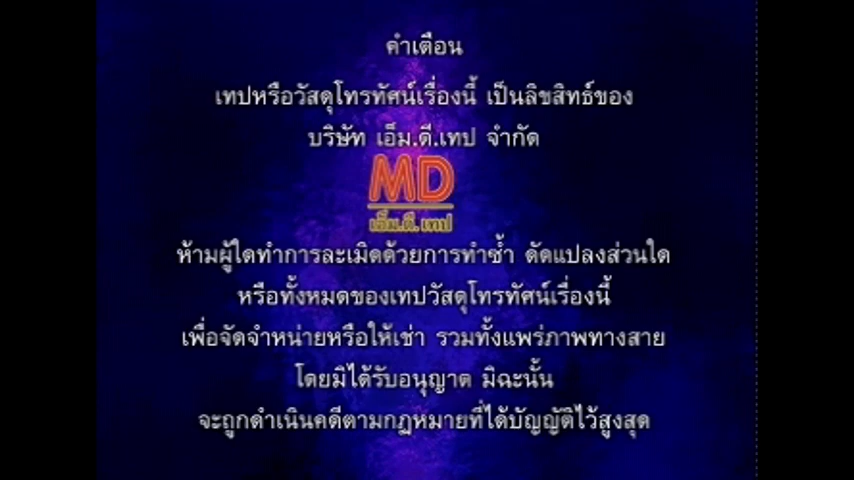 คำเตือน
เทปหรือวัสดุโทรทัศน์เรื่องนี้ เป็นลิขสิทธ์ของ
บริษัท เอ็ม.ดี.เทป จำกัด
MD
เอ็ม.ดี.เทป
ห้ามผู้ใดทำการละเมิดด้วยการทำซ้ำ ดัดแปลงส่วนใด
หรือทั้งหมดของเทปวัสดุโทรทัศน์เรื่องนี้
เพื่อจัดจำหน่ายหรือให้เช่า รวมทั้งแพร่ภาพทางสาย
โดยมิได้รับอนุญาต มิฉะนั้น
จะถูกดำเนินคดีตามกฎหมายที่ได้บัญญัติไว้สูงสุด